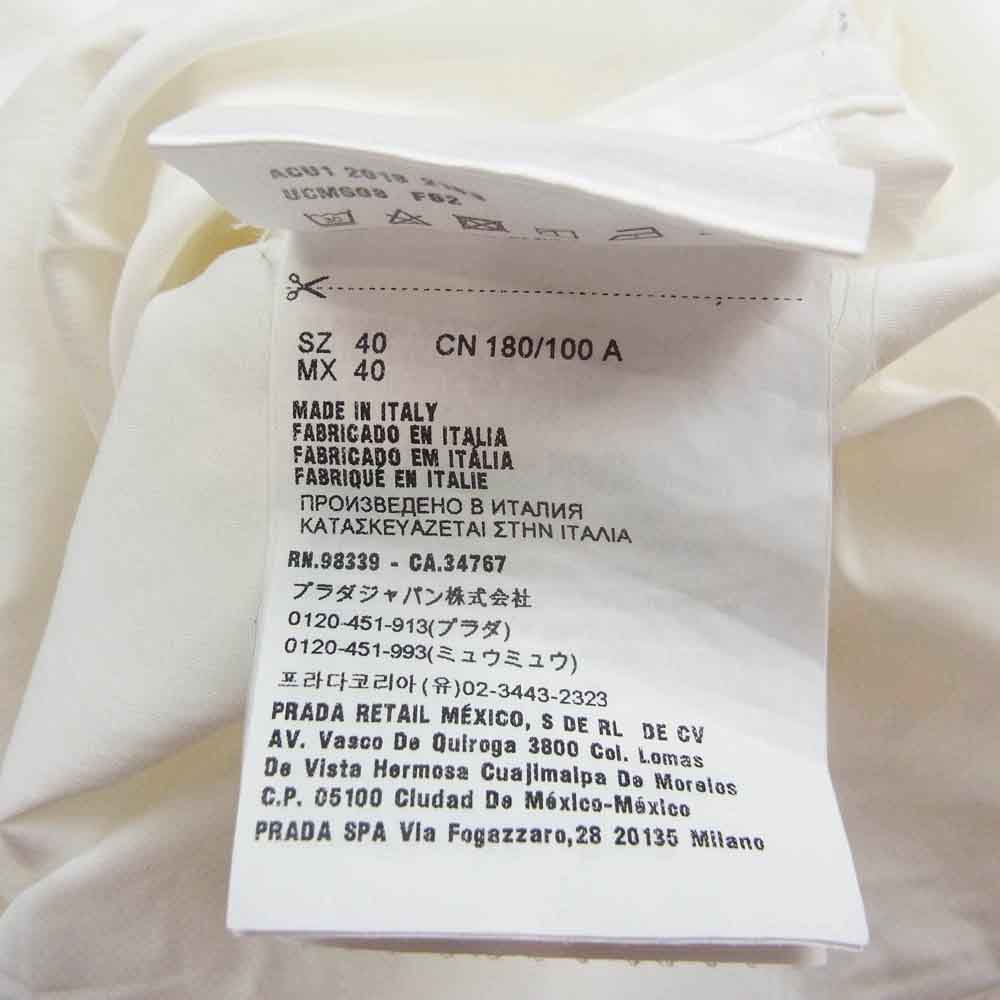 ACU1 2018
UCMS08 F62
30
SZ 40 CN 180/100 A
MX 40
MADE IN ITALY
FABRICADO EN ITALIA
FABRICADO EM ITÁLIA
FABRIQUÉ EN ITALIE
ПРОИЗВЕДЕНО В ИТАЛИЯ
ΚΑΤΑΣΚΕΥΑΖΕΤΑΙ ΣΤΗΝ ΙΤΑΛΙΑ
RN.98339 - CA.34767
プラダジャパン株式会社
0120-451-913(プラダ)
0120-451-993(ミュウミュウ)
프라다코리아(유)02-3443-2323
PRADA RETAIL MÉXICO, S DE RL DE CV
AV. Vasco De Quiroga 3800 Col. Lomas
De Vista Hermosa Cuajimalpa De Morelos
C.P. 05100 Ciudad De México-México
PRADA SPA Via Fogazzaro,28 20135 Milano